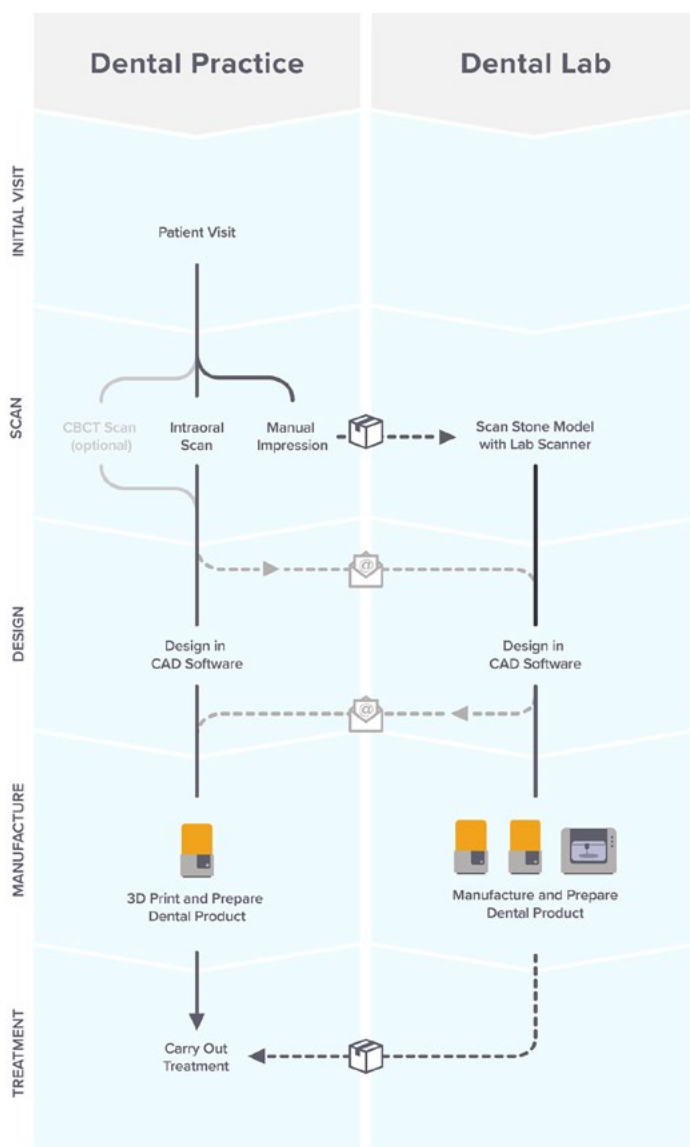 Dental Practice
Dental Lab
INITIAL VISIT
Patient Visit
SCAN
CBCT Scan
(optional)
Intraoral
Scan
Manual
Impression
Scan Stone Model
with Lab Scanner
@
DESIGN
Design in
CAD Software
Design in
CAD Software
@
MANUFACTURE
3D Print and Prepare
Dental Product
Manufacture and Prepare
Dental Product
TREATMENT
Carry Out
Treatment